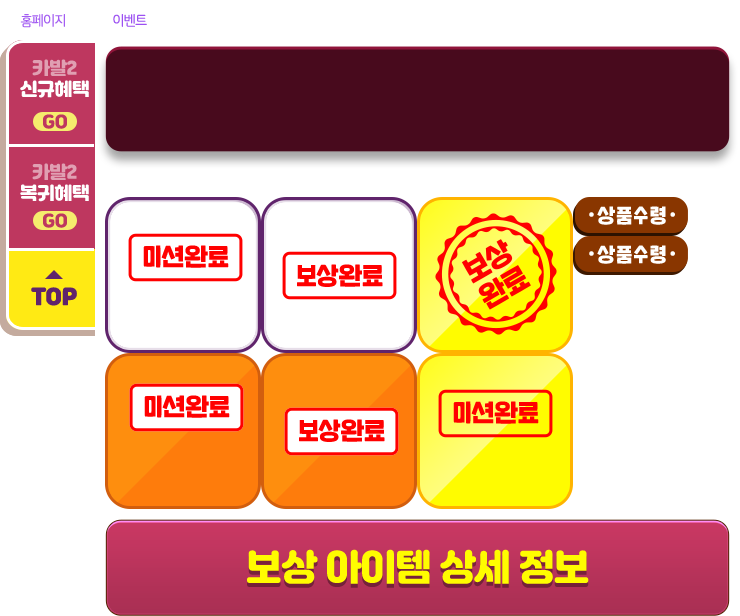 홈페이지 이벤트
카발2
신규혜택
GO
카발2
복귀혜택
GO
TOP
미션완료
보상완료
보상
완료
·상품수령·
·상품수령·
미션완료
보상완료
미션완료
보상 아이템 상세 정보